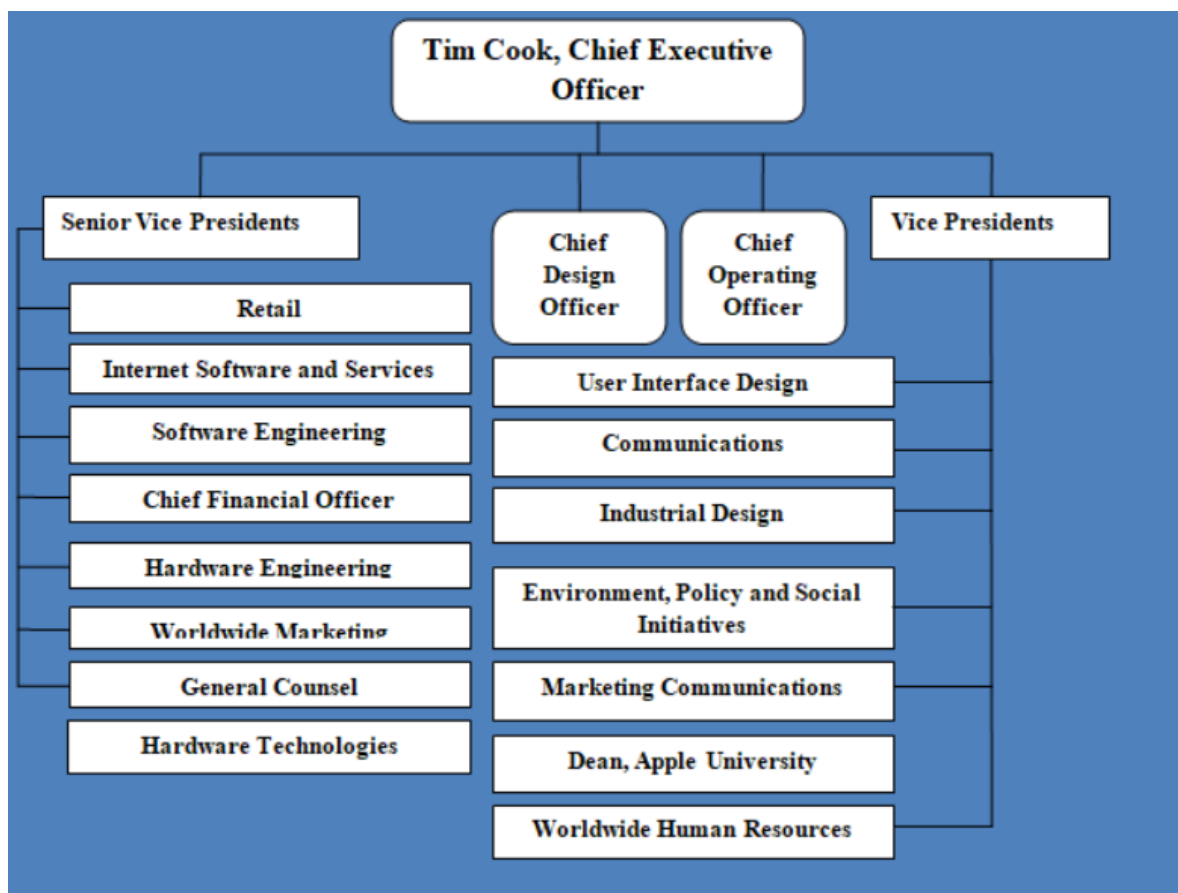 Tim Cook, Chief Executive
Officer
Senior Vice Presidents
Chief
Design
Officer
Chief
Operating
Officer
Vice Presidents
Retail
Internet Software and Services
Software Engineering
Chief Financial Officer
Hardware Engineering
Worldwide Marketing
General Counsel
Hardware Technologies
User Interface Design
Communications
Industrial Design
Environment, Policy and Social
Initiatives
Marketing Communications
Dean, Apple University
Worldwide Human Resources